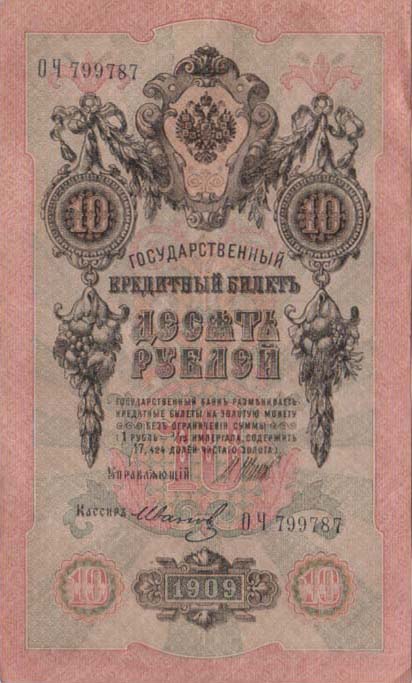 ОЧ 799787
10 10
ГОСУДАРСТВЕННЫЙ
КРЕДИТНЫЙ БИЛЕТЪ
ДЕСЯТЬ
РУБЛЕЙ
ГОСУДАРСТВЕННЫЙ БАНКЪ РАЗМѢНИВАЕТЪ
КРЕДИТНЫЕ БИЛЕТЫ НА ЗОЛОТУЮ МОНЕТУ
БЕЗЪ ОГРАНИЧЕНІЯ СУММЫ
(1 РУБЛЬ = 1/15 ИМПЕРІАЛА, СОДЕРЖИТЪ
17,424 ДОЛЕЙ ЧИСТАГО ЗОЛОТА)
10
Управляющій
Кассиръ
ОЧ 799787
10 1909 10